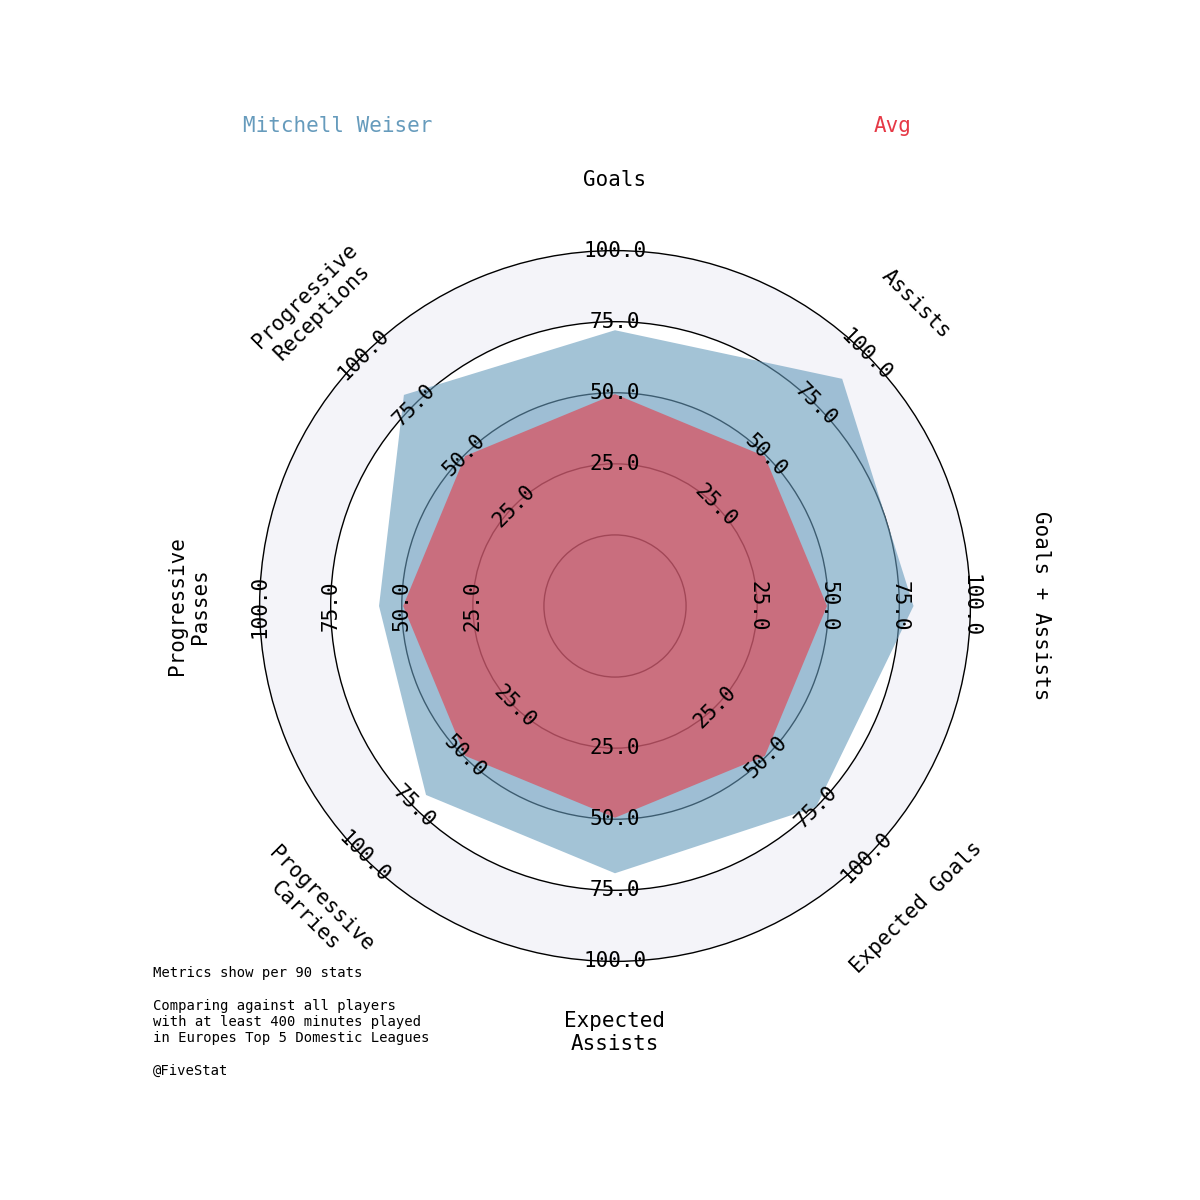 Mitchell Weiser
Avg
Goals
Progressive
Receptions
Assists
100.0
75.0
50.0
25.0
100.0
75.0
50.0
25.0
100.0
75.0
50.0
25.0
Progressive
Passes
100.0
75.0
50.0
25.0
25.0
50.0
75.0
100.0
Goals + Assists
25.0
50.0
75.0
100.0
25.0
50.0
75.0
100.0
25.0
50.0
75.0
100.0
Progressive
Carries
Expected Goals
Expected
Assists
Metrics show per 90 stats
Comparing against all players
with at least 400 minutes played
in Europes Top 5 Domestic Leagues
@FiveStat